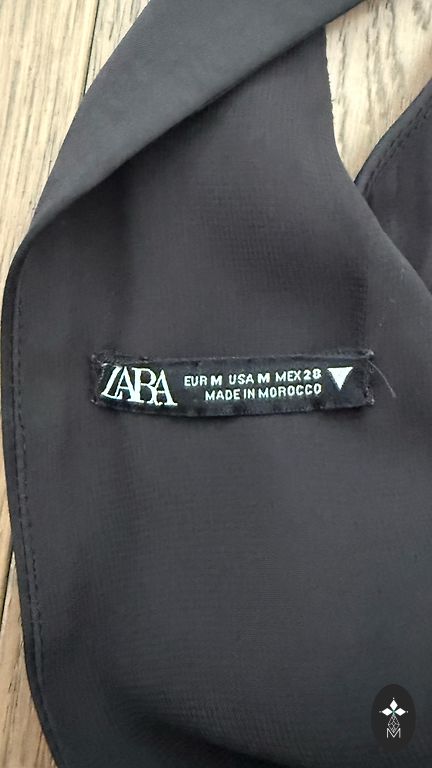 ZARA
EUR M USA M MEX 28
MADE IN MOROCCO
M